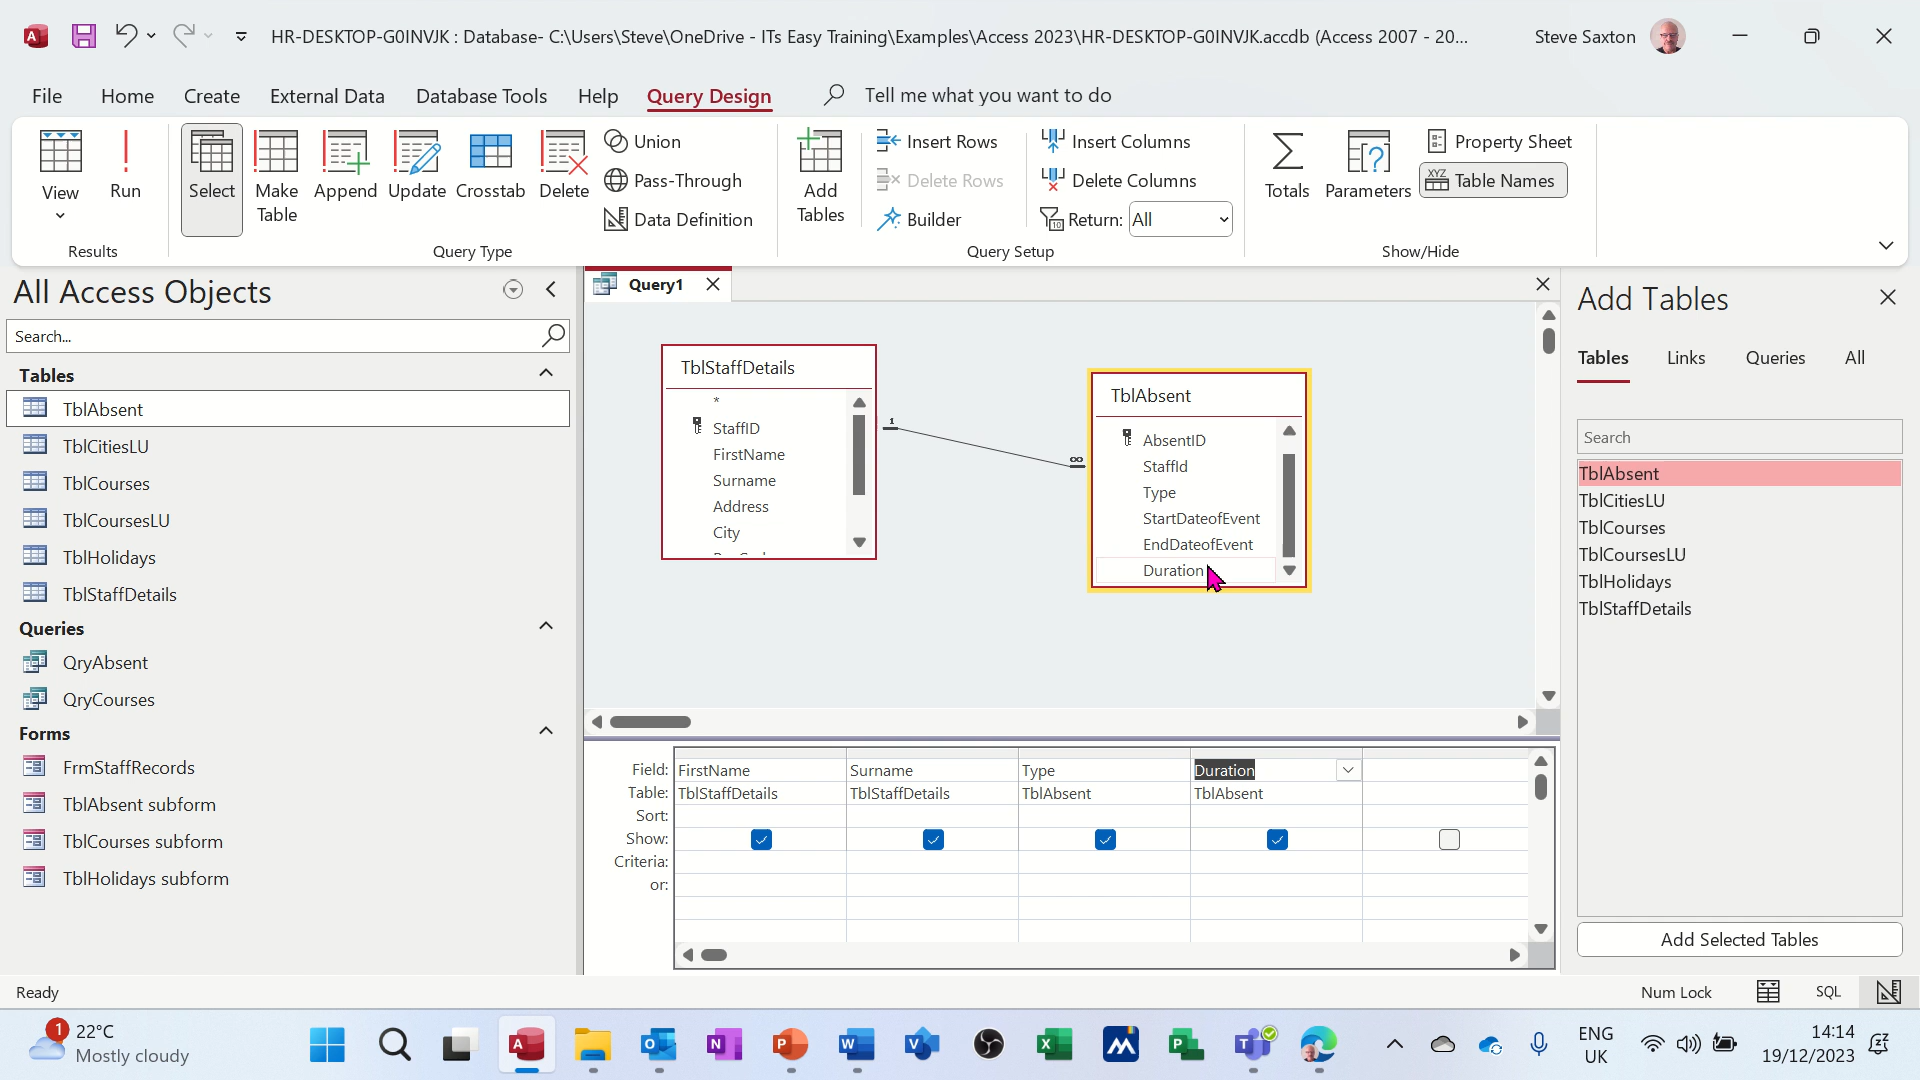 HR-DESKTOP-G0INVJK : Database- C:\Users\Steve\OneDrive - ITs Easy Training\Examples\Access 2023\HR-DESKTOP-G0INVJK.accdb (Access 2007 - 20...
Steve Saxton
File Home Create External Data Database Tools Help Query Design Tell me what you want to do
View
Run
Results
Select
Make Table
Append
Update
Crosstab
Delete
Union
Pass-Through
Data Definition
Query Type
Add Tables
Insert Rows
Delete Rows
Builder
Insert Columns
Delete Columns
Return: All
Query Setup
Totals
Parameters
Property Sheet
XYZ Table Names
Show/Hide
All Access Objects
Search...
Tables
TblAbsent
TblCitiesLU
TblCourses
TblCoursesLU
TblHolidays
TblStaffDetails
Queries
QryAbsent
QryCourses
Forms
FrmStaffRecords
TblAbsent subform
TblCourses subform
TblHolidays subform
Query1
TblStaffDetails
*
StaffID
FirstName
Surname
Address
City
1
∞
TblAbsent
AbsentID
StaffId
Type
StartDateofEvent
EndDateofEvent
Duration
Field: FirstName Surname Type Duration
Table: TblStaffDetails TblStaffDetails TblAbsent TblAbsent
Sort:
Show:
Criteria:
or:
Add Tables
Tables Links Queries All
Search
TblAbsent
TblCitiesLU
TblCourses
TblCoursesLU
TblHolidays
TblStaffDetails
Add Selected Tables
Ready
Num Lock
SQL
1
22°C
Mostly cloudy
ENG
UK
14:14
19/12/2023